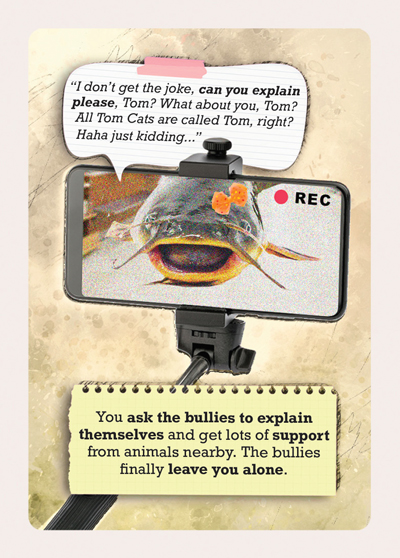 “I don’t get the joke, can you explain
please, Tom? What about you, Tom?
All Tom Cats are called Tom, right?
Haha just kidding...”
REC
You ask the bullies to explain
themselves and get lots of support
from animals nearby. The bullies
finally leave you alone.